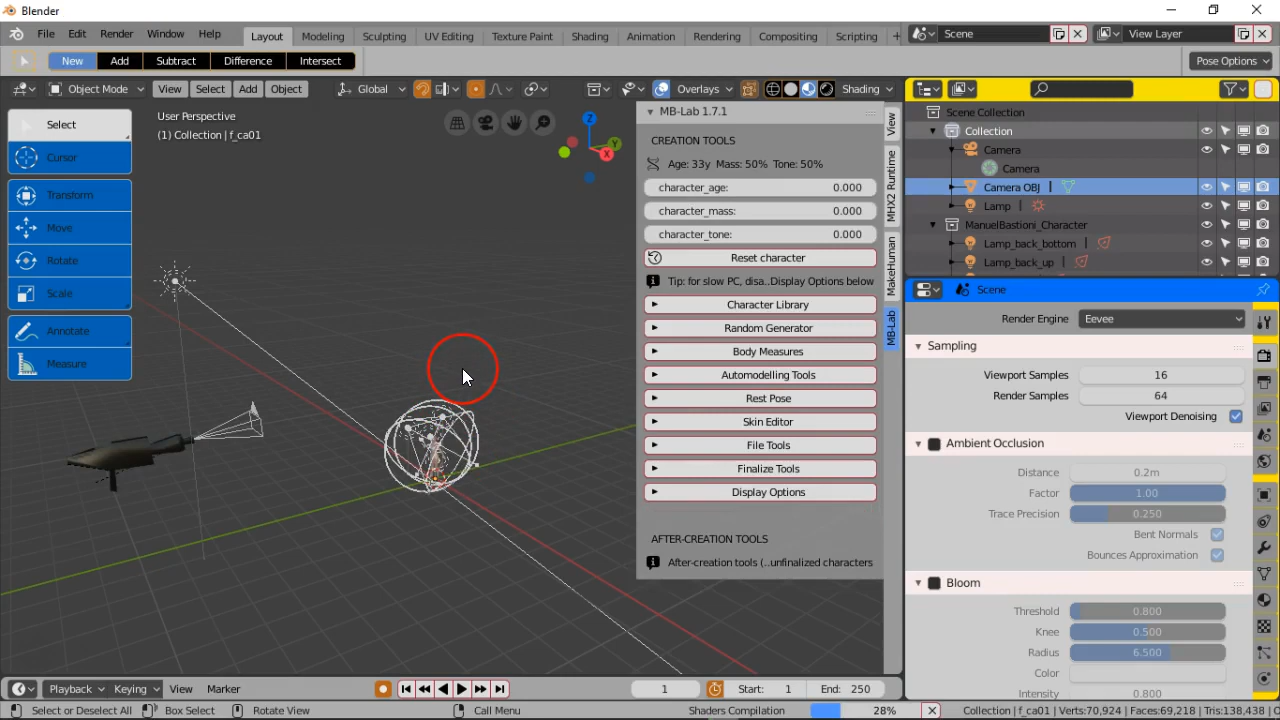 Blender
File Edit Render Window Help
Layout Modeling Sculpting UV Editing Texture Paint Shading Animation Rendering Compositing Scripting +
Scene
View Layer
New Add Subtract Difference Intersect
Pose Options
Object Mode View Select Add Object Global Overlays Shading
Select
Cursor
Transform
Move
Rotate
Scale
Annotate
Measure
User Perspective
(1) Collection | f_ca01
Z
Y
X
MB-Lab 1.7.1
CREATION TOOLS
Age: 33y Mass: 50% Tone: 50%
character_age: 0.000
character_mass: 0.000
character_tone: 0.000
Reset character
Tip: for slow PC, disa..Display Options below
Character Library
Random Generator
Body Measures
Automodelling Tools
Rest Pose
Skin Editor
File Tools
Finalize Tools
Display Options
AFTER-CREATION TOOLS
After-creation tools (..unfinalized characters
View
MHX2 Runtime
MakeHuman
MB-Lab
Scene Collection
Collection
Camera
Camera
Camera OBJ
Lamp
ManuelBastioni_Character
Lamp_back_bottom
Lamp_back_up
Scene
Render Engine Eevee
Sampling
Viewport Samples 16
Render Samples 64
Viewport Denoising
Ambient Occlusion
Distance 0.2m
Factor 1.00
Trace Precision 0.250
Bent Normals
Bounces Approximation
Bloom
Threshold 0.800
Knee 0.500
Radius 6.500
Color
Intensity 0.800
Playback Keying View Marker
1 Start: 1 End: 250
Select or Deselect All Box Select Rotate View Call Menu Shaders Compilation 28% Collection | f_ca01 | Verts:70,924 | Faces:69,218 | Tris:138,438 | O